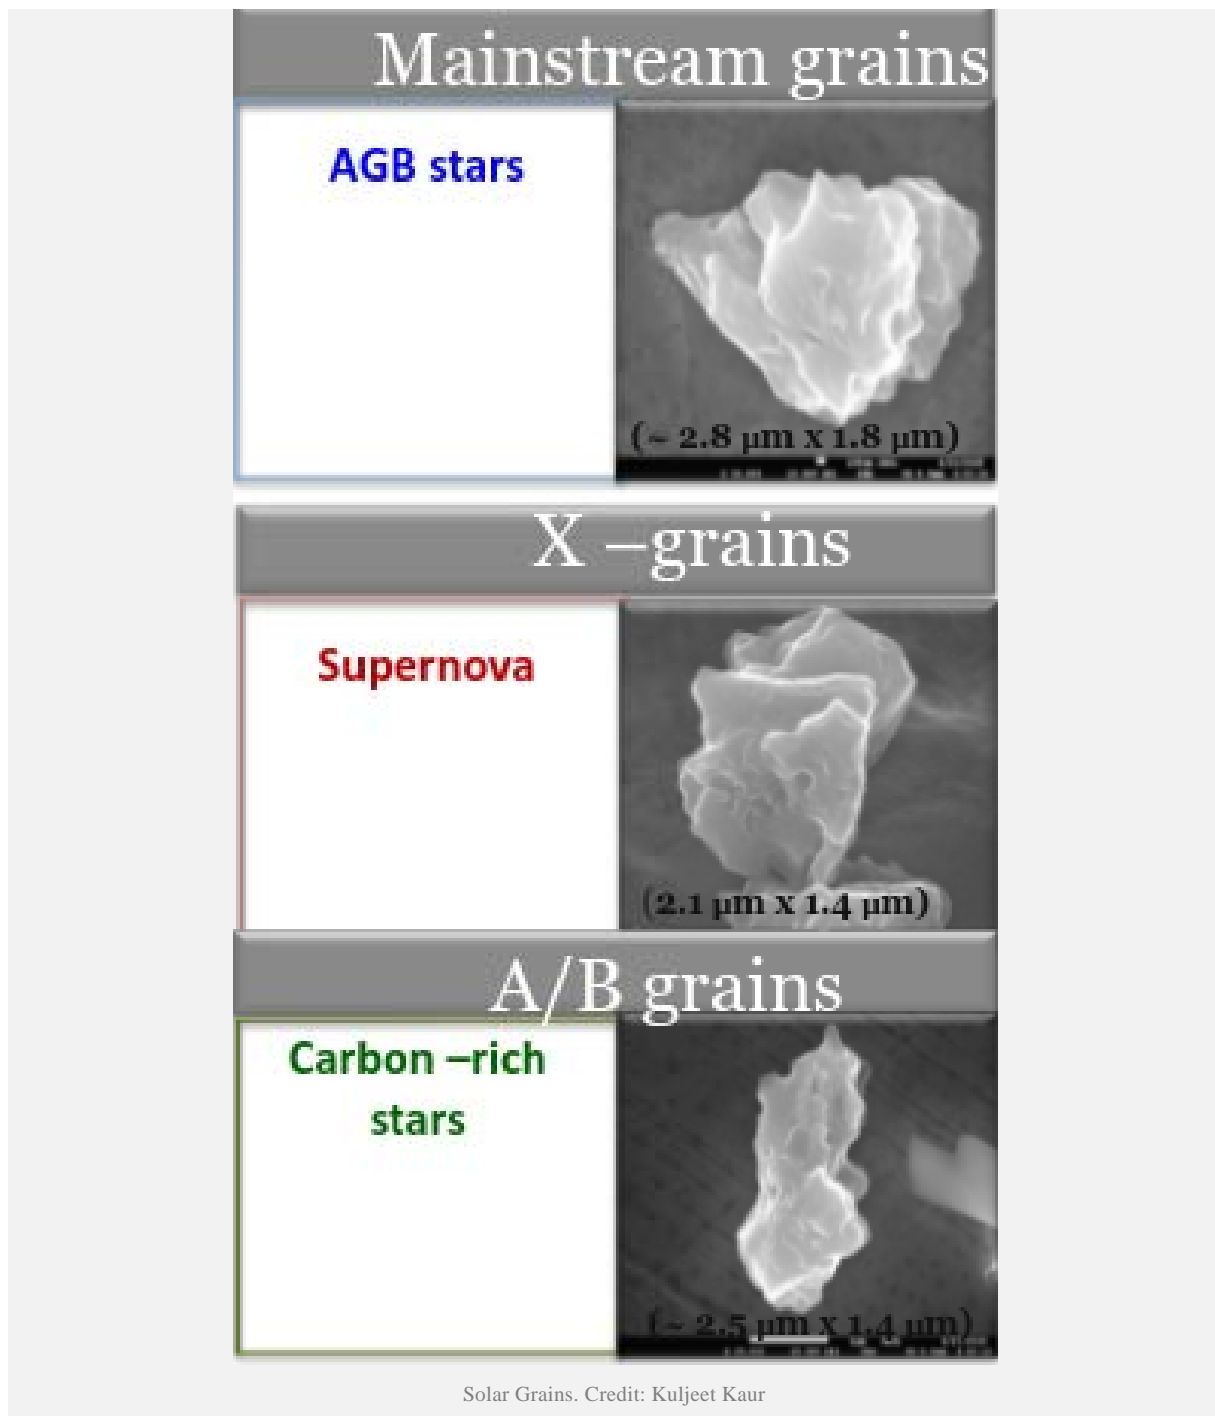 Mainstream grains
AGB stars
(~ 2.8 µm x 1.8 µm)
X –grains
Supernova
(2.1 µm x 1.4 µm)
A/B grains
Carbon –rich
stars
(~ 2.5 µm x 1.4 µm)
Solar Grains. Credit: Kuljeet Kaur